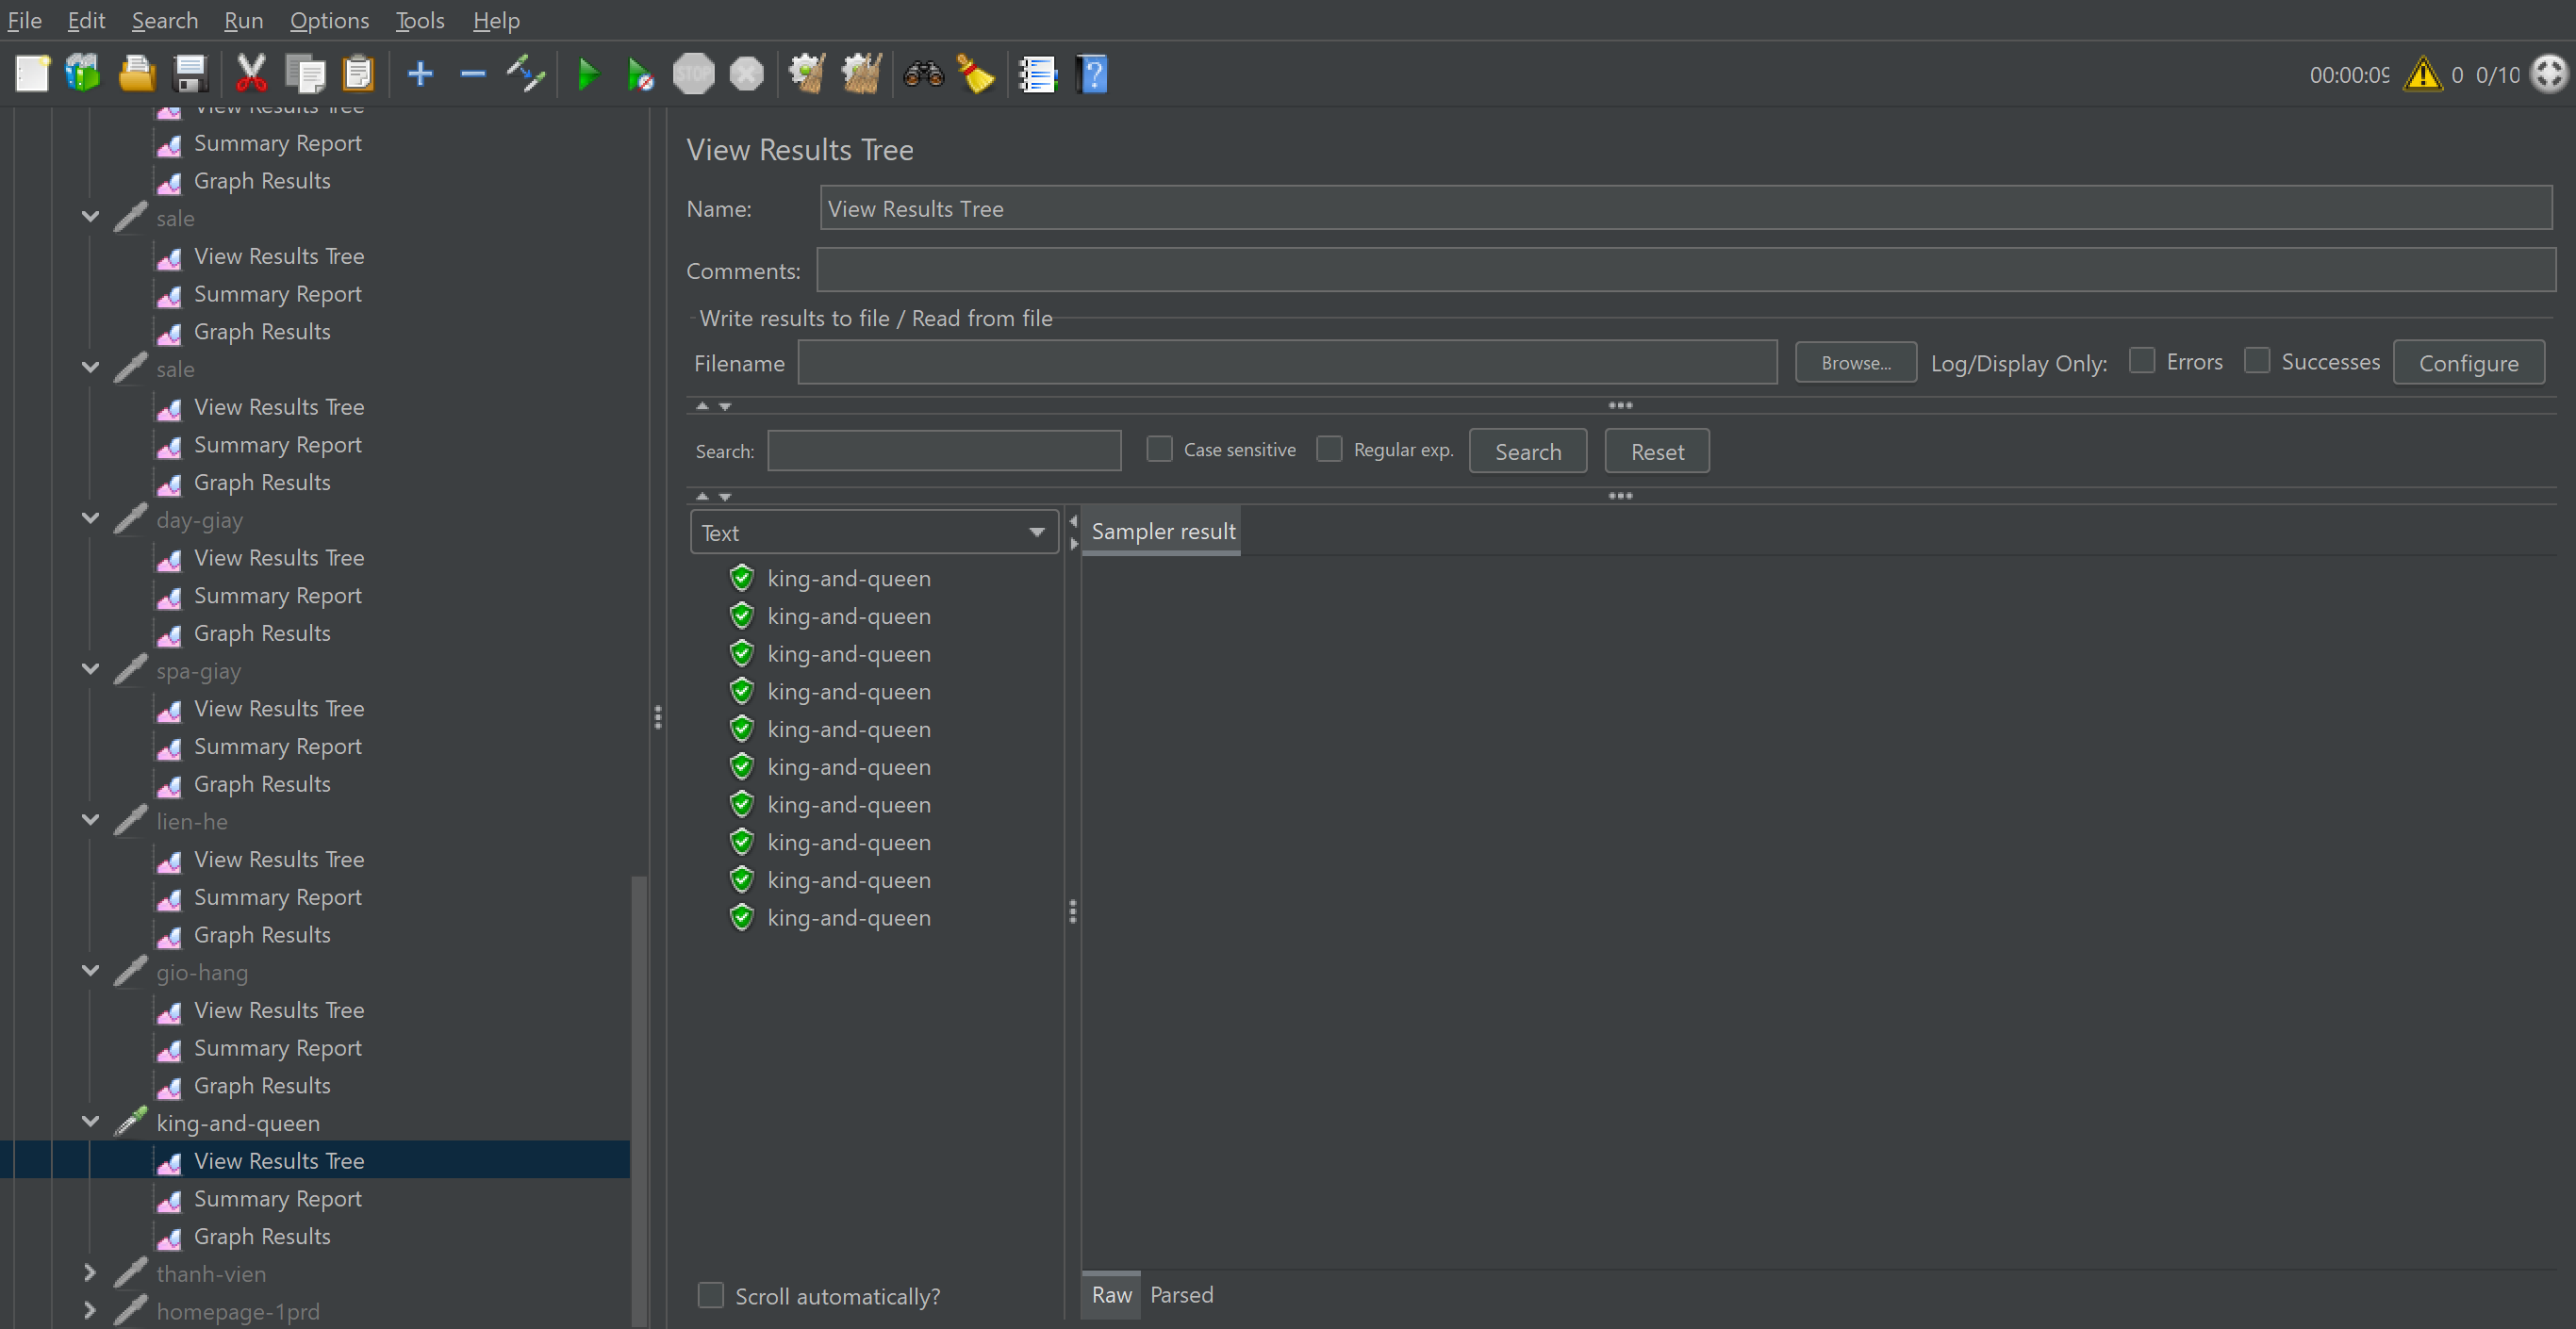 File Edit Search Run Options Tools Help
STOP
00:00:09 0 0/10
View Results Tree
Summary Report
Graph Results
sale
View Results Tree
Summary Report
Graph Results
sale
View Results Tree
Summary Report
Graph Results
day-giay
View Results Tree
Summary Report
Graph Results
spa-giay
View Results Tree
Summary Report
Graph Results
lien-he
View Results Tree
Summary Report
Graph Results
gio-hang
View Results Tree
Summary Report
Graph Results
king-and-queen
View Results Tree
Summary Report
Graph Results
thanh-vien
homepage-1prd
View Results Tree
Name: View Results Tree
Comments:
Write results to file / Read from file
Filename Browse... Log/Display Only: Errors Successes Configure
Search: Case sensitive Regular exp. Search Reset
Text
king-and-queen
king-and-queen
king-and-queen
king-and-queen
king-and-queen
king-and-queen
king-and-queen
king-and-queen
king-and-queen
king-and-queen
Scroll automatically?
Sampler result
Raw Parsed